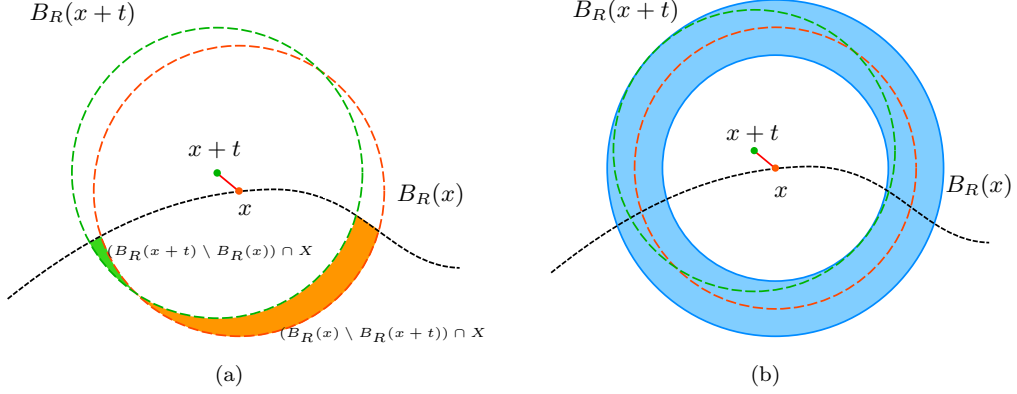 B_R(x + t)
x + t
x
B_R(x)
(B_R(x + t) \ B_R(x)) ∩ X
(B_R(x) \ B_R(x + t)) ∩ X
(a)
B_R(x + t)
x + t
x
B_R(x)
(b)